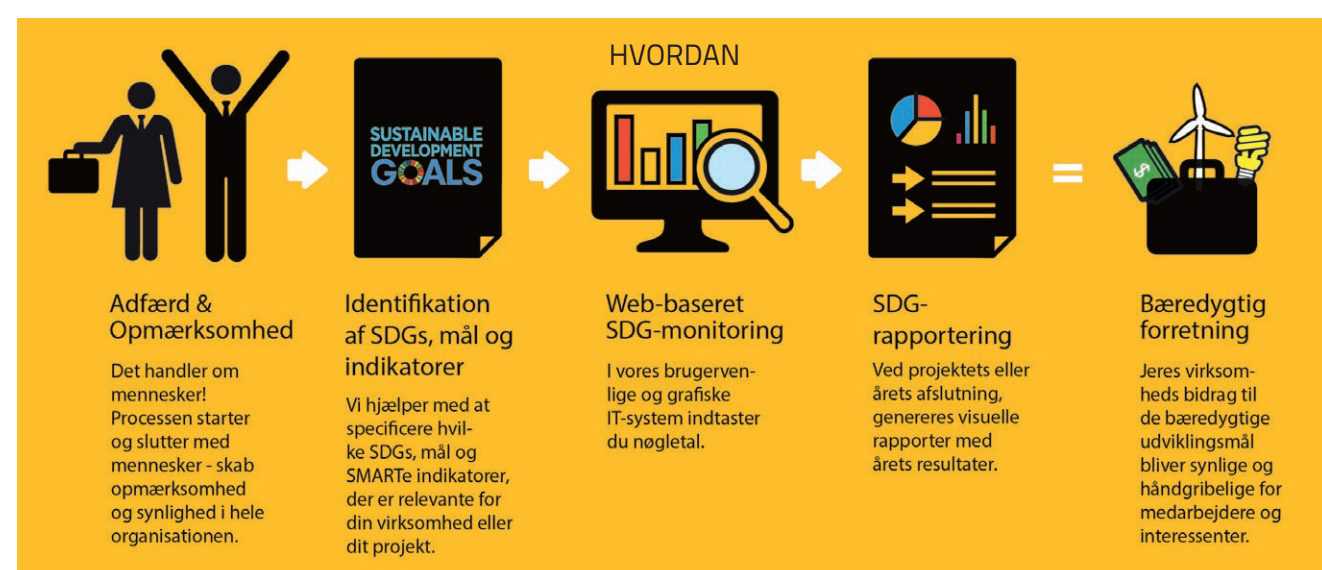 HVORDAN
SUSTAINABLE
DEVELOPMENT
GOALS
$
Adfærd &
Opmærksomhed
Det handler om
mennesker!
Processen starter
og slutter med
mennesker - skab
opmærksomhed
og synlighed i hele
organisationen.
Identifikation
af SDGs, mål og
indikatorer
Vi hjælper med at
specificere hvil-
ke SDGs, mål og
SMARTe indikatorer,
der er relevante for
din virksomhed eller
dit projekt.
Web-baseret
SDG-monitoring
I vores brugerven-
lige og grafiske
IT-system indtaster
du nøgletal.
SDG-
rapportering
Ved projektets eller
årets afslutning,
genereres visuelle
rapporter med
årets resultater.
=
Bæredygtig
forretning
Jeres virksom-
heds bidrag til
de bæredygtige
udviklingsmål
bliver synlige og
håndgribelige for
medarbejdere og
interessenter.